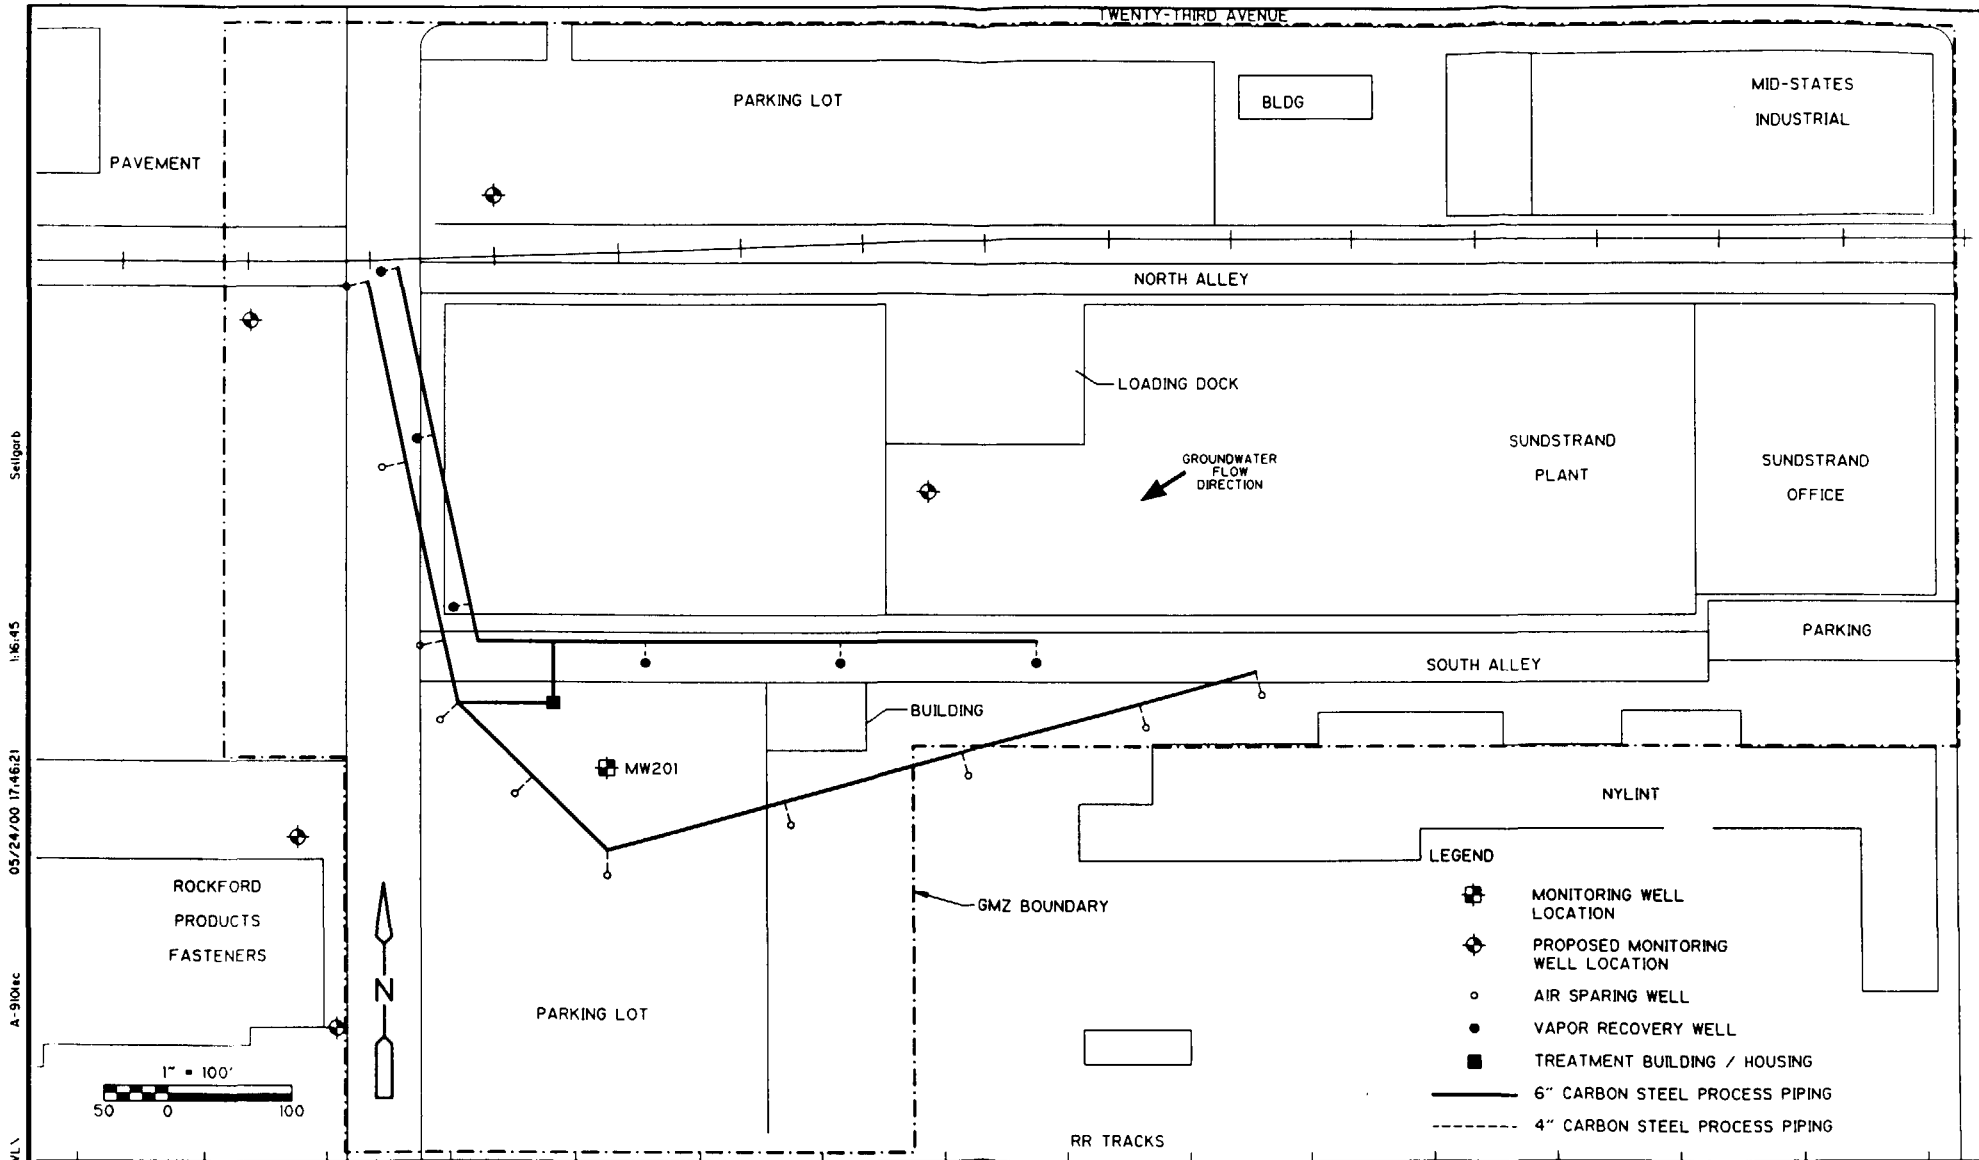 TWENTY-THIRD AVENUE
PARKING LOT
BLDG
MID-STATES
INDUSTRIAL
PAVEMENT
NORTH ALLEY
LOADING DOCK
GROUNDWATER
FLOW
DIRECTION
SUNDSTRAND
PLANT
SUNDSTRAND
OFFICE
PARKING
SOUTH ALLEY
BUILDING
MW201
NYLINT
GMZ BOUNDARY
ROCKFORD
PRODUCTS
FASTENERS
N
PARKING LOT
RR TRACKS
1" = 100'
50 0 100
LEGEND
MONITORING WELL
LOCATION
PROPOSED MONITORING
WELL LOCATION
AIR SPARING WELL
VAPOR RECOVERY WELL
TREATMENT BUILDING / HOUSING
6" CARBON STEEL PROCESS PIPING
4" CARBON STEEL PROCESS PIPING
05/24/00 17:46:21
1:16:45